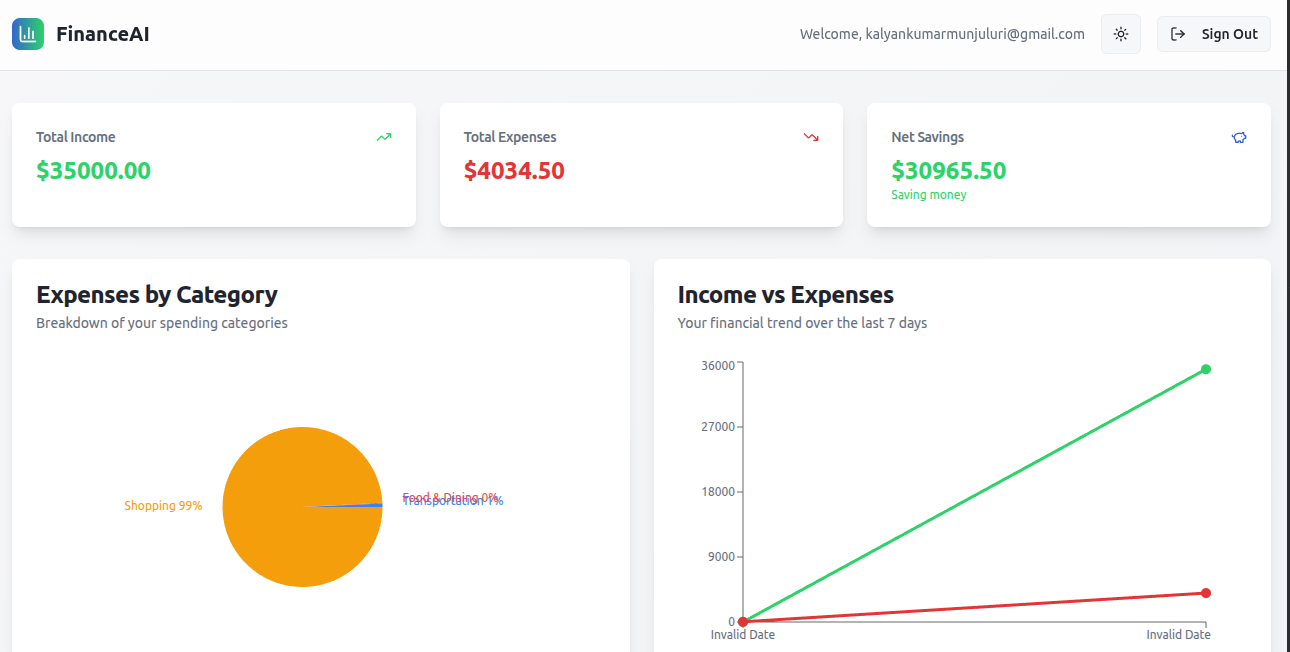 FinanceAI
Welcome, kalyankumarmunjuluri@gmail.com
Sign Out
Total Income
$35000.00
Total Expenses
$4034.50
Net Savings
$30965.50
Saving money
Expenses by Category
Breakdown of your spending categories
Shopping 99%
Food & Dining 0%
Transportation 1%
Income vs Expenses
Your financial trend over the last 7 days
36000
27000
18000
9000
0
Invalid Date
Invalid Date